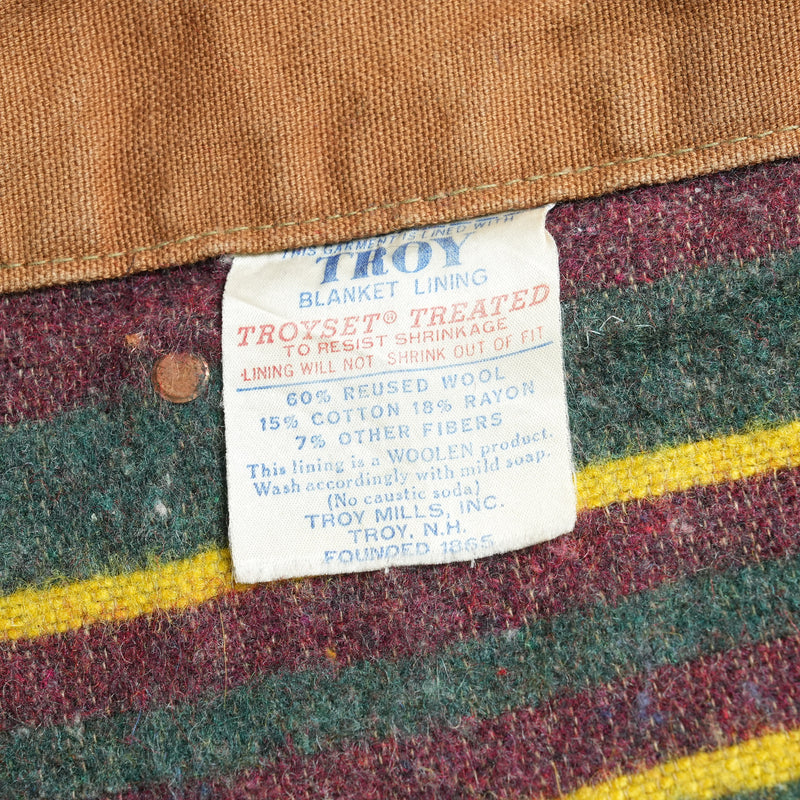 THIS GARMENT IS LINED WITH
TROY
BLANKET LINING
TROYSET® TREATED
TO RESIST SHRINKAGE
LINING WILL NOT SHRINK OUT OF FIT
60% REUSED WOOL
15% COTTON 18% RAYON
7% OTHER FIBERS
This lining is a WOOLEN product.
Wash accordingly with mild soap.
(No caustic soda)
TROY MILLS, INC.
TROY, N.H.
FOUNDED 1865